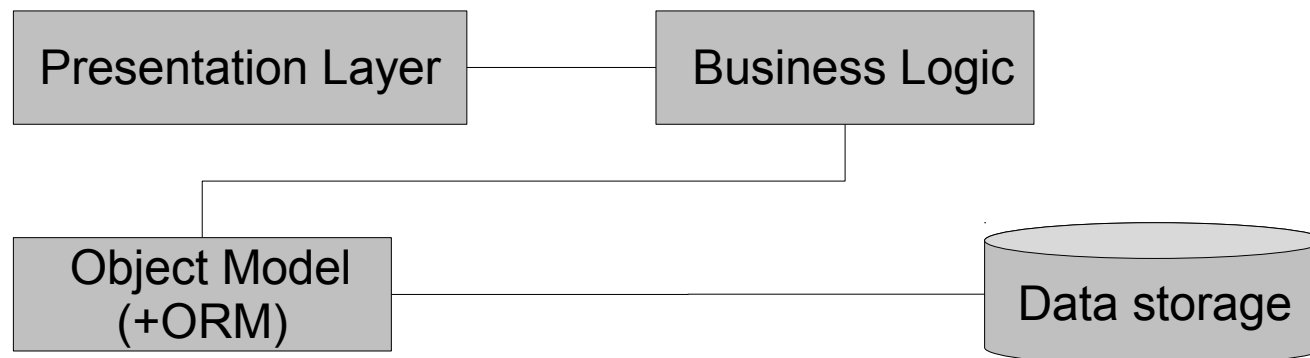 Presentation Layer
Business Logic
Object Model
(+ORM)
Data storage